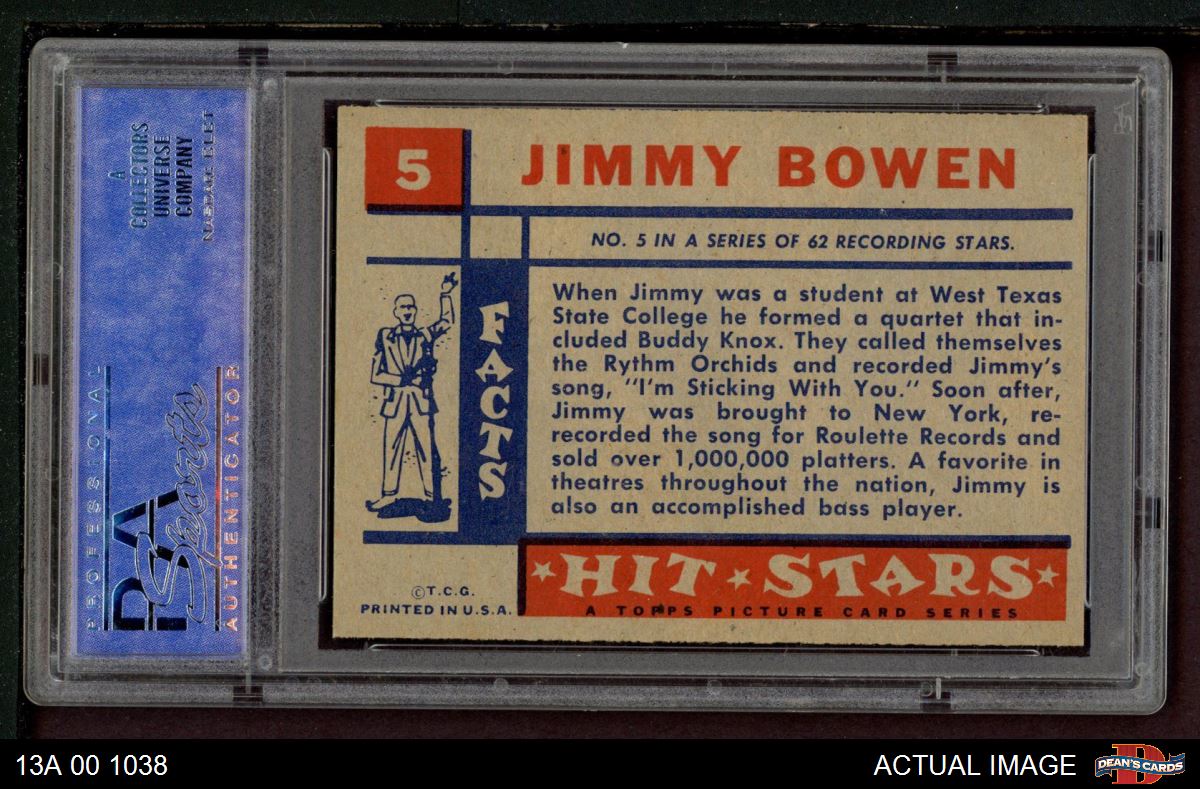 A
COLLECTORS
UNIVERSE
COMPANY
PROFESSIONAL
PSA
Sports
AUTHENTICATOR
5
JIMMY BOWEN
NO. 5 IN A SERIES OF 62 RECORDING STARS.
FACTS
When Jimmy was a student at West Texas
State College he formed a quartet that in-
cluded Buddy Knox. They called themselves
the Rythm Orchids and recorded Jimmy's
song, "I'm Sticking With You." Soon after,
Jimmy was brought to New York, re-
recorded the song for Roulette Records and
sold over 1,000,000 platters. A favorite in
theatres throughout the nation, Jimmy is
also an accomplished bass player.
©T.C.G.
PRINTED IN U.S.A.
HIT STARS
A TOPPS PICTURE CARD SERIES
13A 00 1038
ACTUAL IMAGE
D
DEAN'S CARDS